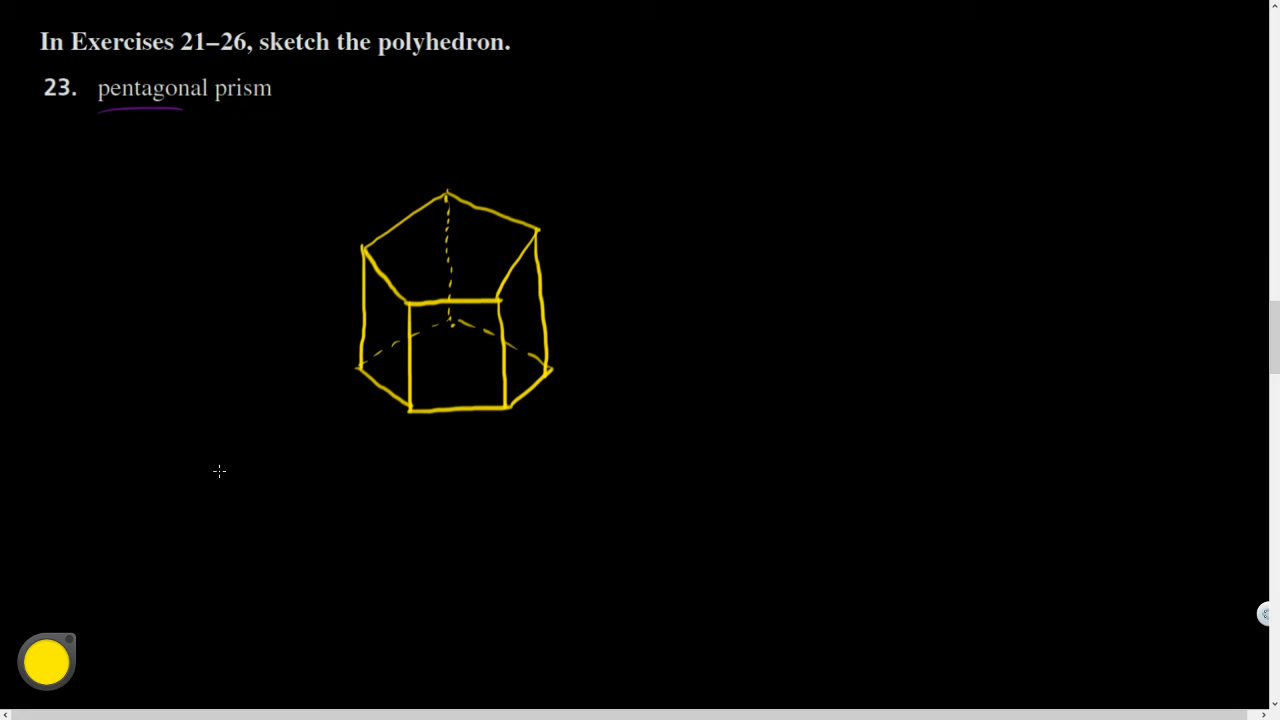 In Exercises 21–26, sketch the polyhedron.
23. pentagonal prism